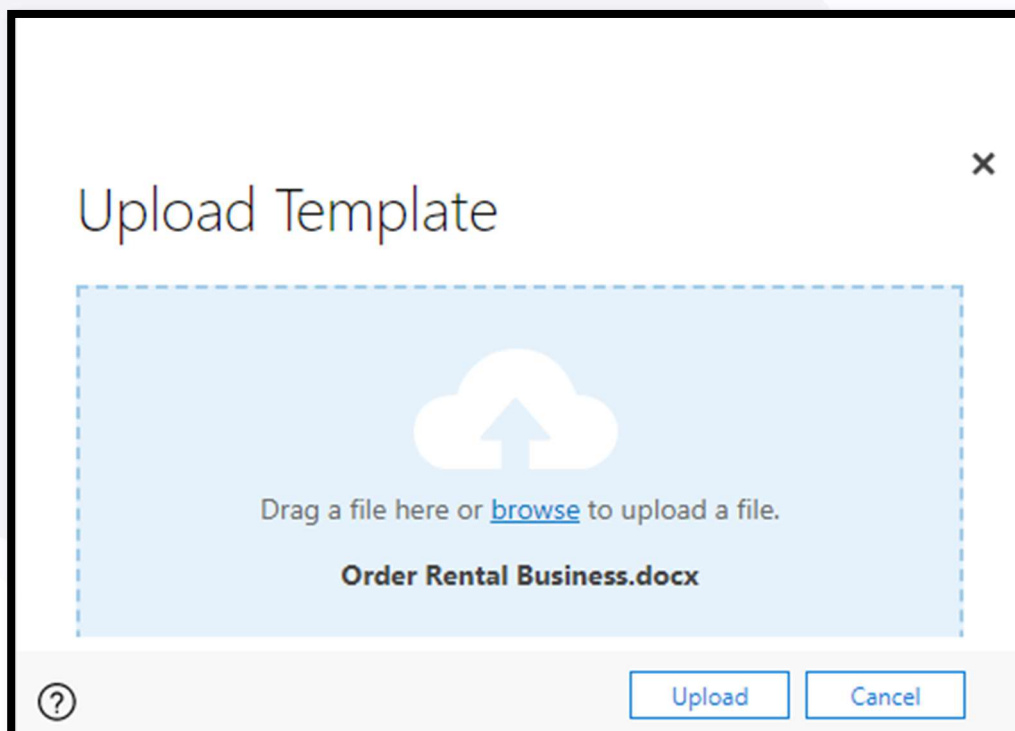 Upload Template
Drag a file here or browse to upload a file.
Order Rental Business.docx
Upload
Cancel